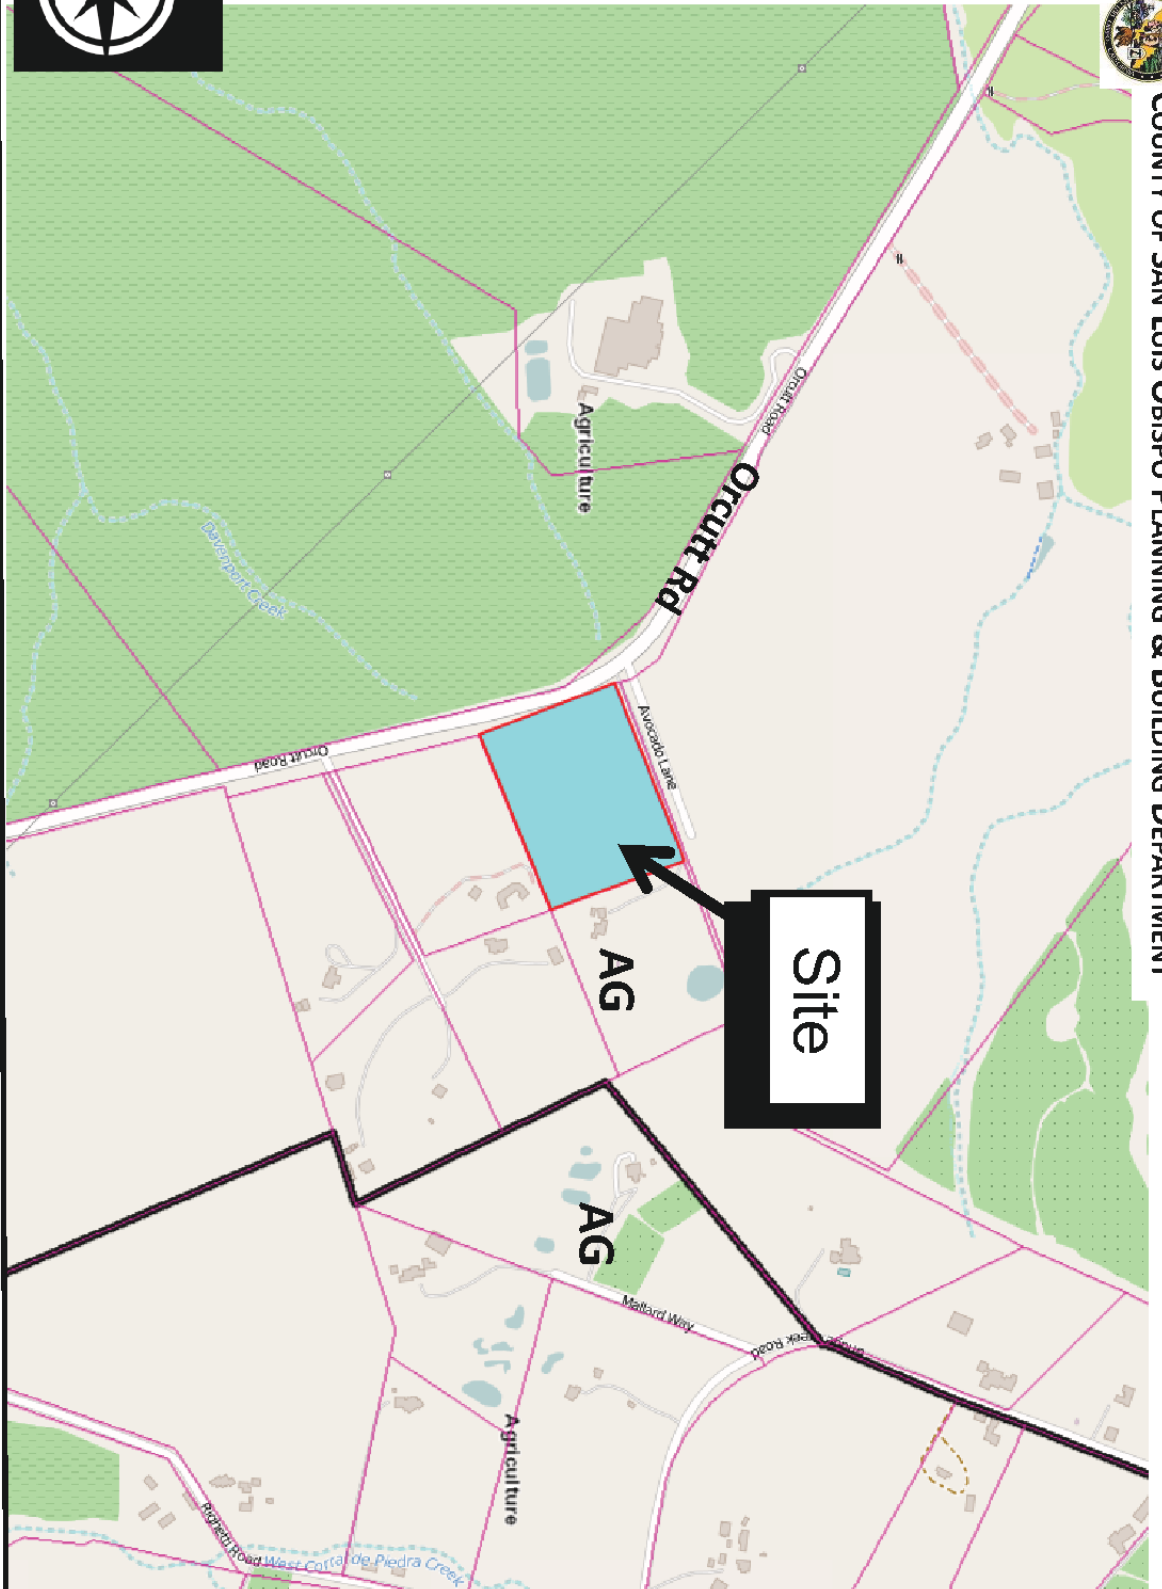 COUNTY OF SAN LUIS OBISPO PLANNING & BUILDING DEPARTMENT
Orcutt Road
Orcutt Rd
Agriculture
Davenport Creek
Avocado Lane
Orcutt Road
Site
AG
AG
Mallard Way
Road
Agriculture
Righetti Road
West Corral de Piedra Creek